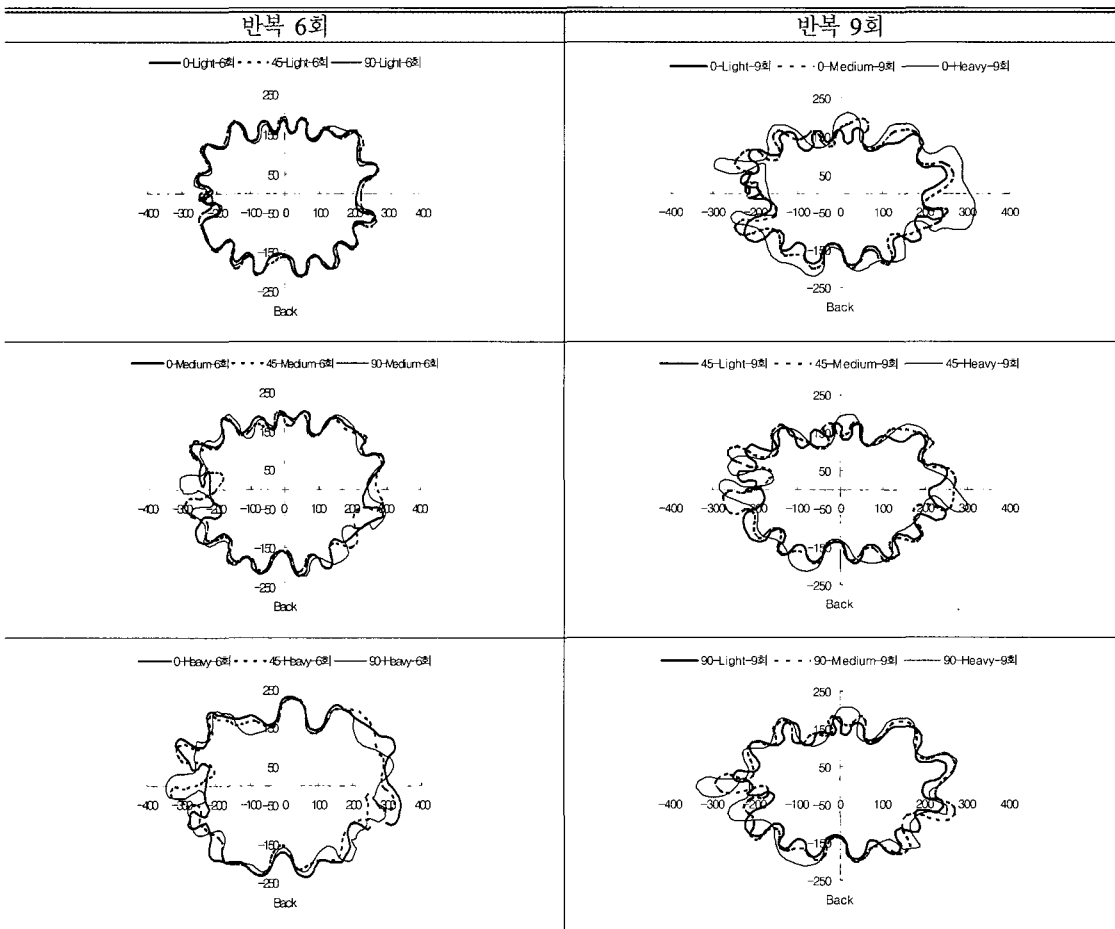 반복 6회
반복 9회
0-Light-6회 45-Light-6회 90-Light-6회
250
150
50
-400 -300 -200 -100 -50 0 100 200 300 400
-150
-250
Back
0-Light-9회 0-Medium-9회 0-Heavy-9회
250
150
50
-400 -300 -200 -100 -50 0 100 200 300 400
-150
-250
Back
0-Medium-6회 45-Medium-6회 90-Medium-6회
250
150
50
-400 -300 -200 -100 -50 0 100 200 300 400
-150
-250
Back
45-Light-9회 45-Medium-9회 45-Heavy-9회
250
150
50
-400 -300 -200 -100 -50 0 100 200 300 400
-150
-250
Back
0-Heavy-6회 45-Heavy-6회 90-Heavy-6회
250
150
50
-400 -300 -200 -100 -50 0 100 200 300 400
-150
-250
Back
90-Light-9회 90-Medium-9회 90-Heavy-9회
250
150
50
-400 -300 -200 -100 -50 0 100 200 300 400
-150
-250
Back